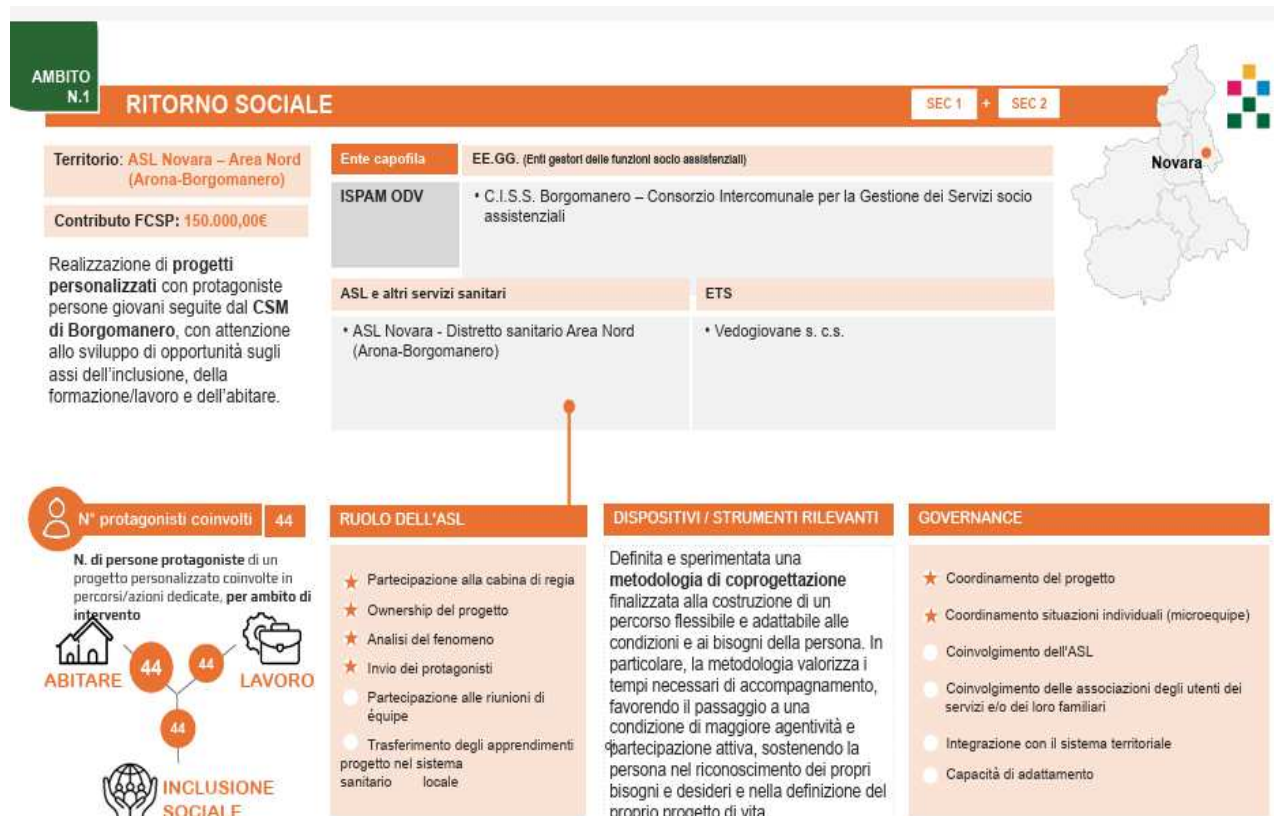 AMBITO
N.1
RITORNO SOCIALE
SEC 1 + SEC 2
Novara
Territorio: ASL Novara – Area Nord
(Arona-Borgomanero)
Contributo FCSP: 150.000,00€
Realizzazione di progetti
personalizzati con protagoniste
persone giovani seguite dal CSM
di Borgomanero, con attenzione
allo sviluppo di opportunità sugli
assi dell'inclusione, della
formazione/lavoro e dell'abitare.
Ente capofila
EE.GG. (Enti gestori delle funzioni socio assistenziali)
ISPAM ODV
• C.I.S.S. Borgomanero – Consorzio Intercomunale per la Gestione dei Servizi socio
assistenziali
ASL e altri servizi sanitari
ETS
• ASL Novara - Distretto sanitario Area Nord
(Arona-Borgomanero)
• Vedogiovane s. c.s.
N° protagonisti coinvolti 44
N. di persone protagoniste di un
progetto personalizzato coinvolte in
percorsi/azioni dedicate, per ambito di
intervento
ABITARE
44
44
LAVORO
44
INCLUSIONE
SOCIALE
RUOLO DELL'ASL
Partecipazione alla cabina di regia
Ownership del progetto
Analisi del fenomeno
Invio dei protagonisti
Partecipazione alle riunioni di
équipe
Trasferimento degli apprendimenti di
progetto nel sistema
sanitario locale
DISPOSITIVI / STRUMENTI RILEVANTI
Definita e sperimentata una
metodologia di coprogettazione
finalizzata alla costruzione di un
percorso flessibile e adattabile alle
condizioni e ai bisogni della persona. In
particolare, la metodologia valorizza i
tempi necessari di accompagnamento,
favorendo il passaggio a una
condizione di maggiore agentività e
partecipazione attiva, sostenendo la
persona nel riconoscimento dei propri
bisogni e desideri e nella definizione del
proprio progetto di vita
GOVERNANCE
Coordinamento del progetto
Coordinamento situazioni individuali (microequipe)
Coinvolgimento dell'ASL
Coinvolgimento delle associazioni degli utenti dei
servizi e/o dei loro familiari
Integrazione con il sistema territoriale
Capacità di adattamento